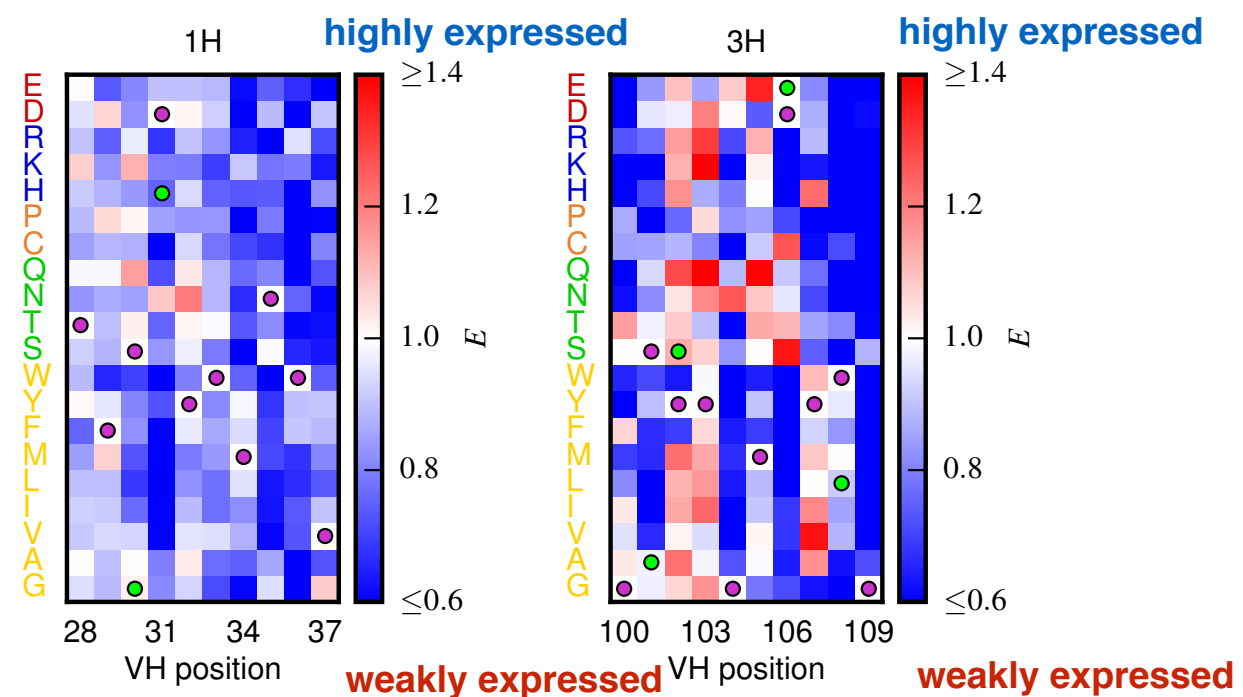 1H
highly expressed
3H
highly expressed
E
D
R
K
H
P
C
Q
N
T
S
W
Y
F
M
L
I
V
A
G
≥1.4
1.2
1.0
0.8
≤0.6
E
E
D
R
K
H
P
C
Q
N
T
S
W
Y
F
M
L
I
V
A
G
≥1.4
1.2
1.0
0.8
≤0.6
E
28 31 34 37
100 103 106 109
VH position
weakly expressed
VH position
weakly expressed